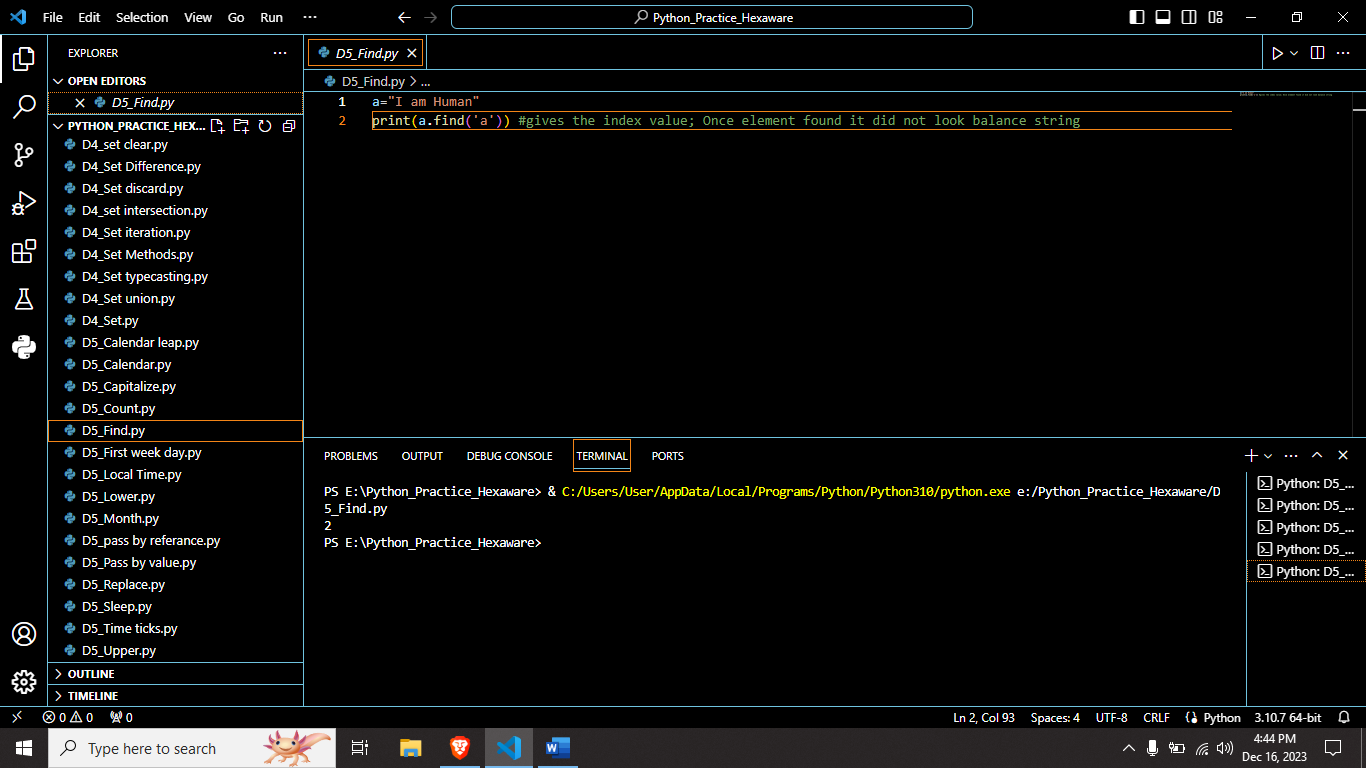 File Edit Selection View Go Run ··· Python_Practice_Hexaware
EXPLORER ···
OPEN EDITORS
D5_Find.py
PYTHON_PRACTICE_HEX...
D4_set clear.py
D4_Set Difference.py
D4_Set discard.py
D4_set intersection.py
D4_Set iteration.py
D4_Set Methods.py
D4_Set typecasting.py
D4_Set union.py
D4_Set.py
D5_Calendar leap.py
D5_Calendar.py
D5_Capitalize.py
D5_Count.py
D5_Find.py
D5_First week day.py
D5_Local Time.py
D5_Lower.py
D5_Month.py
D5_pass by referance.py
D5_Pass by value.py
D5_Replace.py
D5_Sleep.py
D5_Time ticks.py
D5_Upper.py
OUTLINE
TIMELINE
D5_Find.py
D5_Find.py > ...
1 a="I am Human"
2 print(a.find('a')) #gives the index value; Once element found it did not look balance string
PROBLEMS OUTPUT DEBUG CONSOLE TERMINAL PORTS
PS E:\Python_Practice_Hexaware> & C:/Users/User/AppData/Local/Programs/Python/Python310/python.exe e:/Python_Practice_Hexaware/D
5_Find.py
2
PS E:\Python_Practice_Hexaware>
Python: D5_...
Python: D5_...
Python: D5_...
Python: D5_...
Python: D5_...
0 0 0 Ln 2, Col 93 Spaces: 4 UTF-8 CRLF Python 3.10.7 64-bit
Type here to search
4:44 PM
Dec 16, 2023